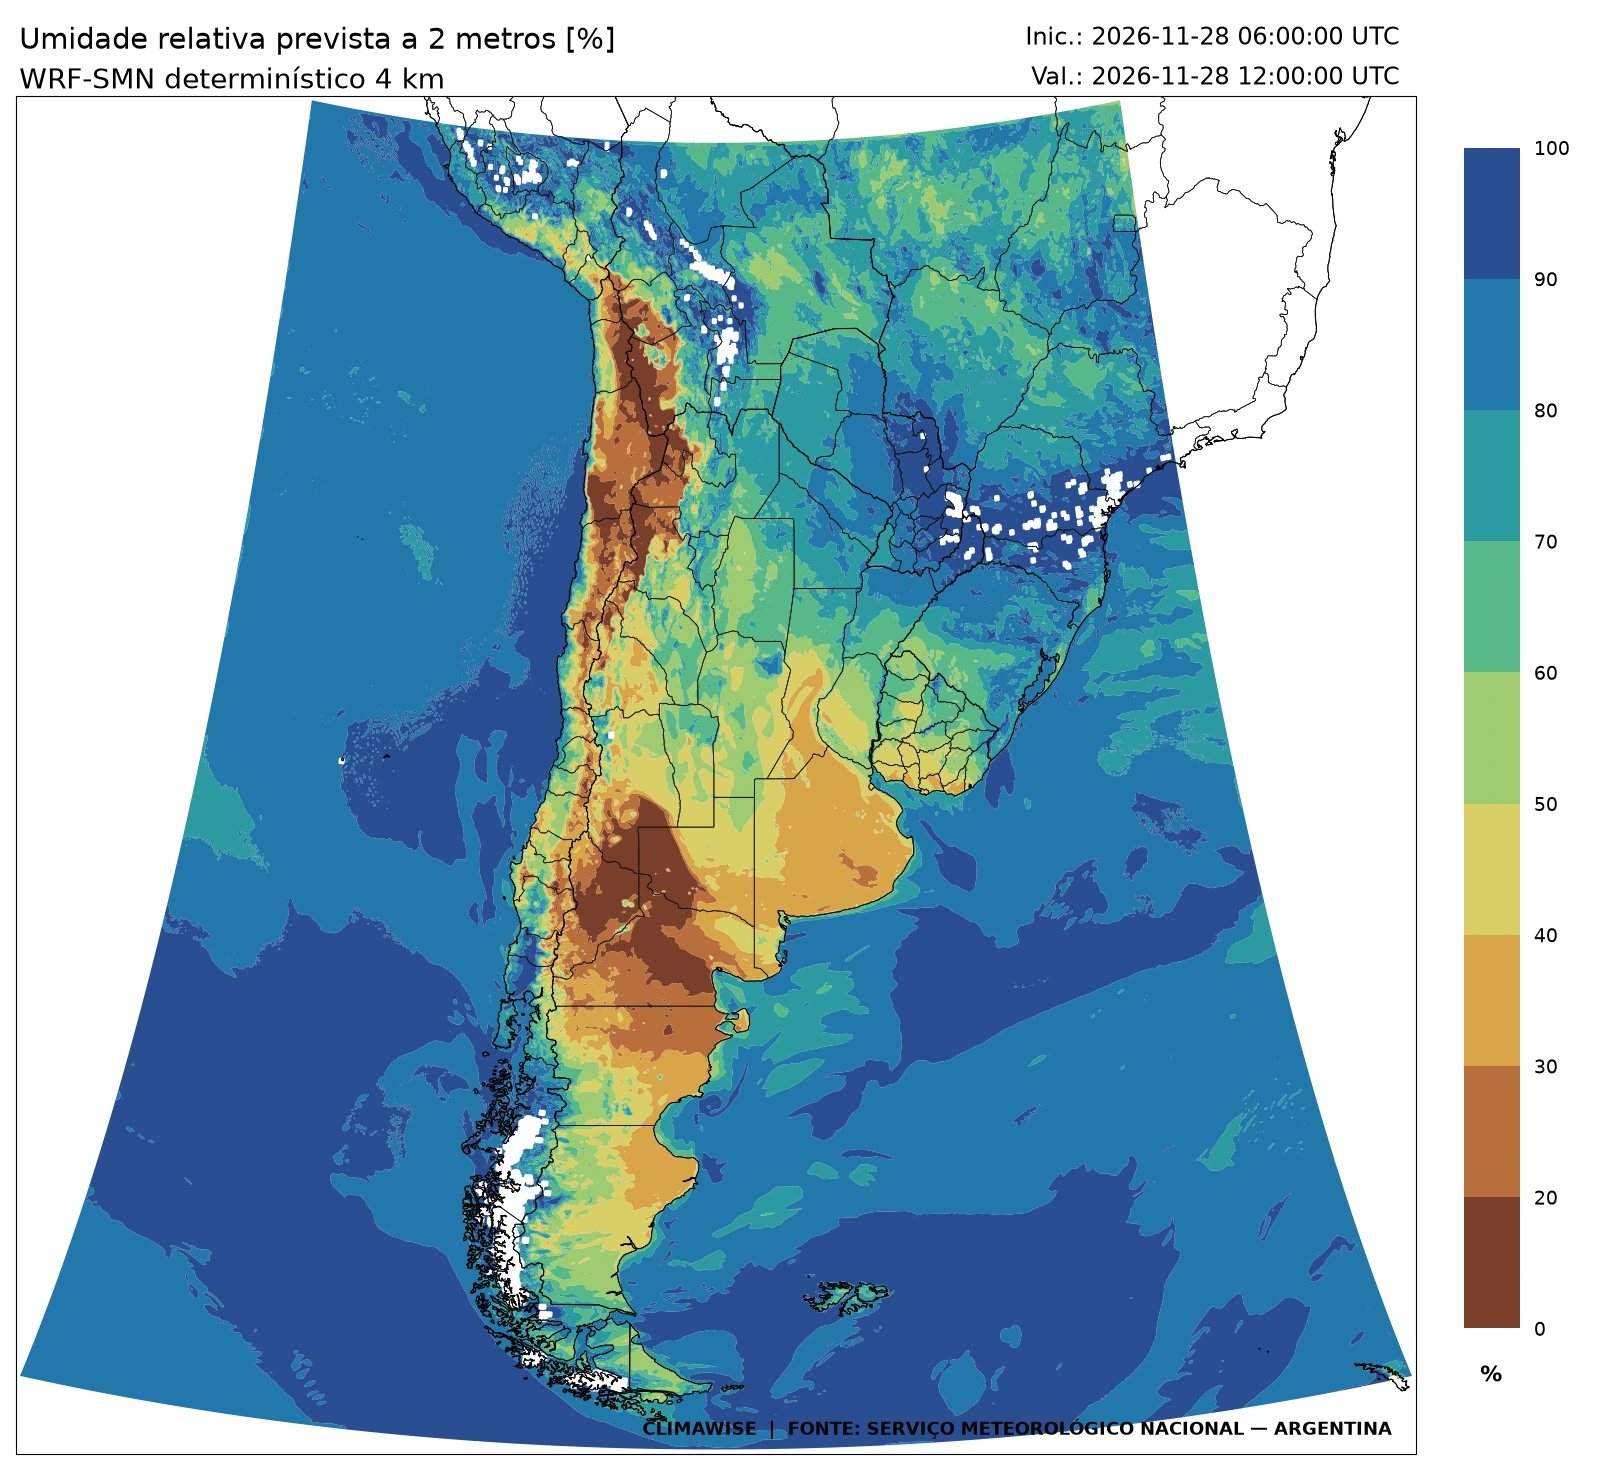 Umidade relativa prevista a 2 metros [%]
WRF-SMN determinístico 4 km
Inic.: 2026-11-28 06:00:00 UTC
Val.: 2026-11-28 12:00:00 UTC
100
90
80
70
60
50
40
30
20
0
%
CLIMAWISE | FONTE: SERVIÇO METEOROLÓGICO NACIONAL — ARGENTINA